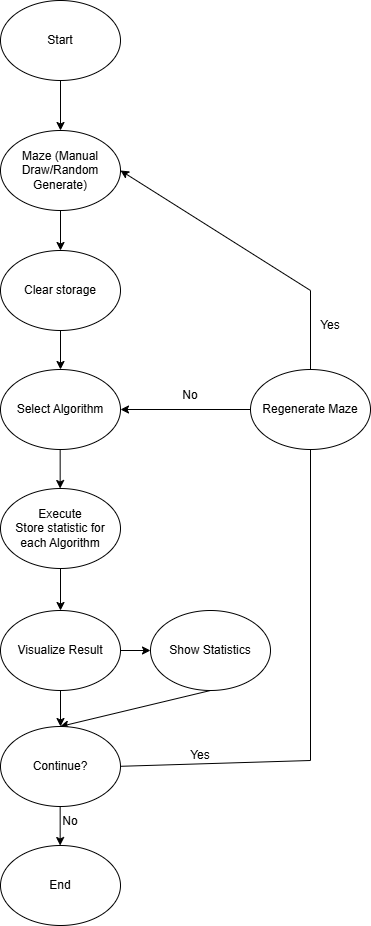 Start
Maze (Manual
Draw/Random
Generate)
Clear storage
Yes
Select Algorithm
No
Regenerate Maze
Execute
Store statistic for
each Algorithm
Visualize Result
Show Statistics
Continue?
Yes
No
End